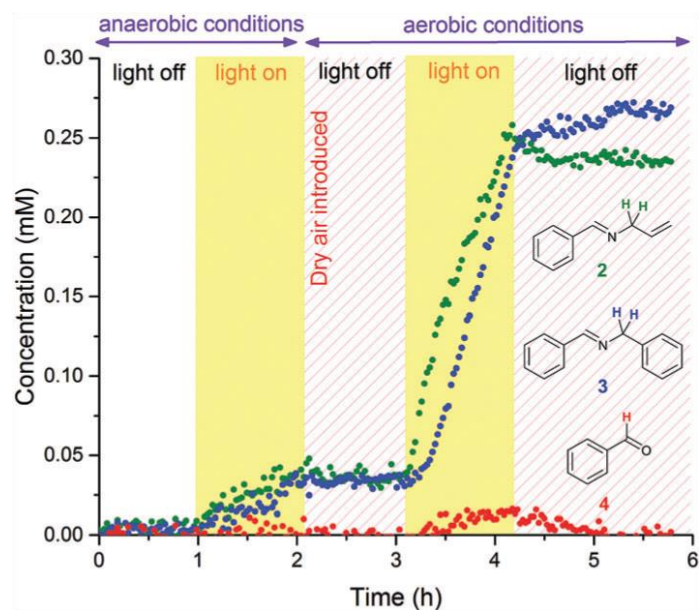 anaerobic conditions aerobic conditions
light off light on light off light on light off
Dry air introduced
0.30
0.25
0.20
0.15
0.10
0.05
0.00
Concentration (mM)
H H
N
2
H H
N
3
H
O
4
0 1 2 3 4 5 6
Time (h)